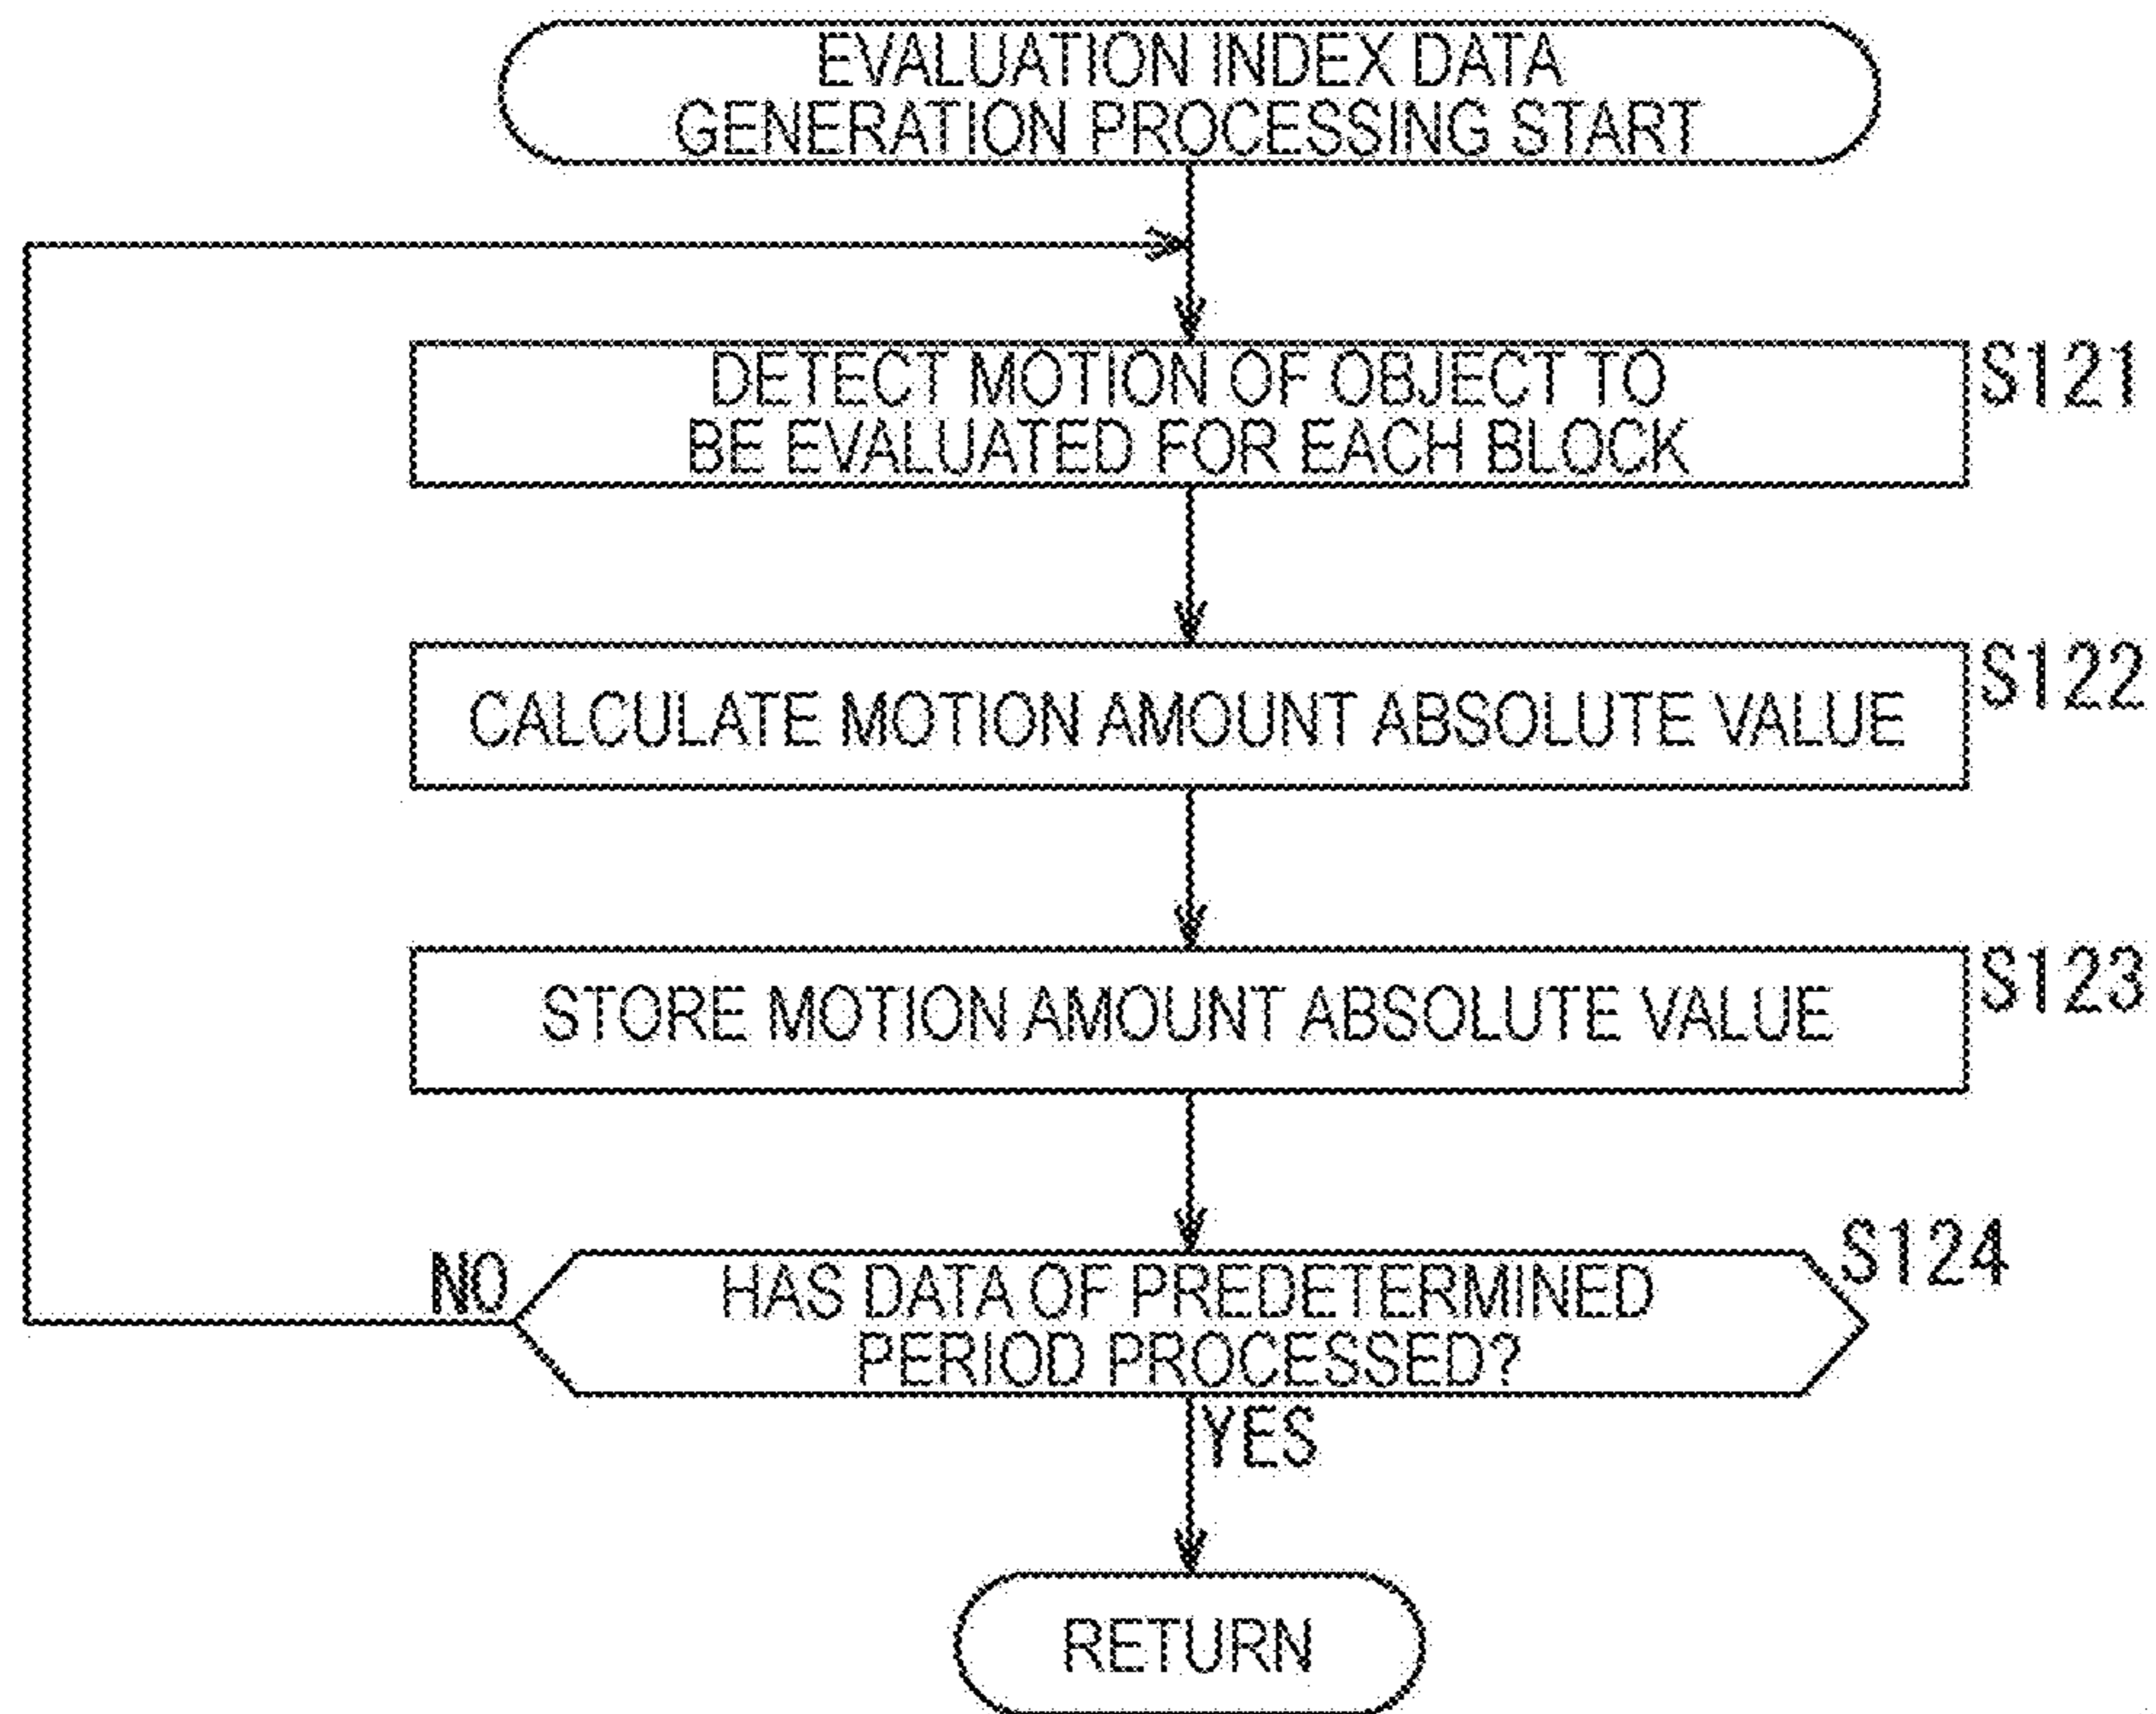 EVALUATION INDEX DATA
GENERATION PROCESSING START
DETECT MOTION OF OBJECT TO
BE EVALUATED FOR EACH BLOCK
S121
CALCULATE MOTION AMOUNT ABSOLUTE VALUE
S122
STORE MOTION AMOUNT ABSOLUTE VALUE
S123
NO
HAS DATA OF PREDETERMINED
PERIOD PROCESSED?
S124
YES
RETURN